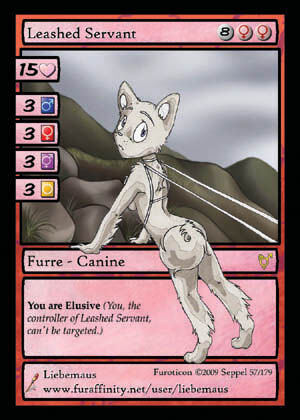 Leashed Servant 8
15
3
3
3
3
Furre - Canine
You are Elusive (You, the
controller of Leashed Servant,
can't be targeted.)
Liebemaus Furoticon ©2009 Seppel 57/179
www.furaffinity.net/user/liebemaus